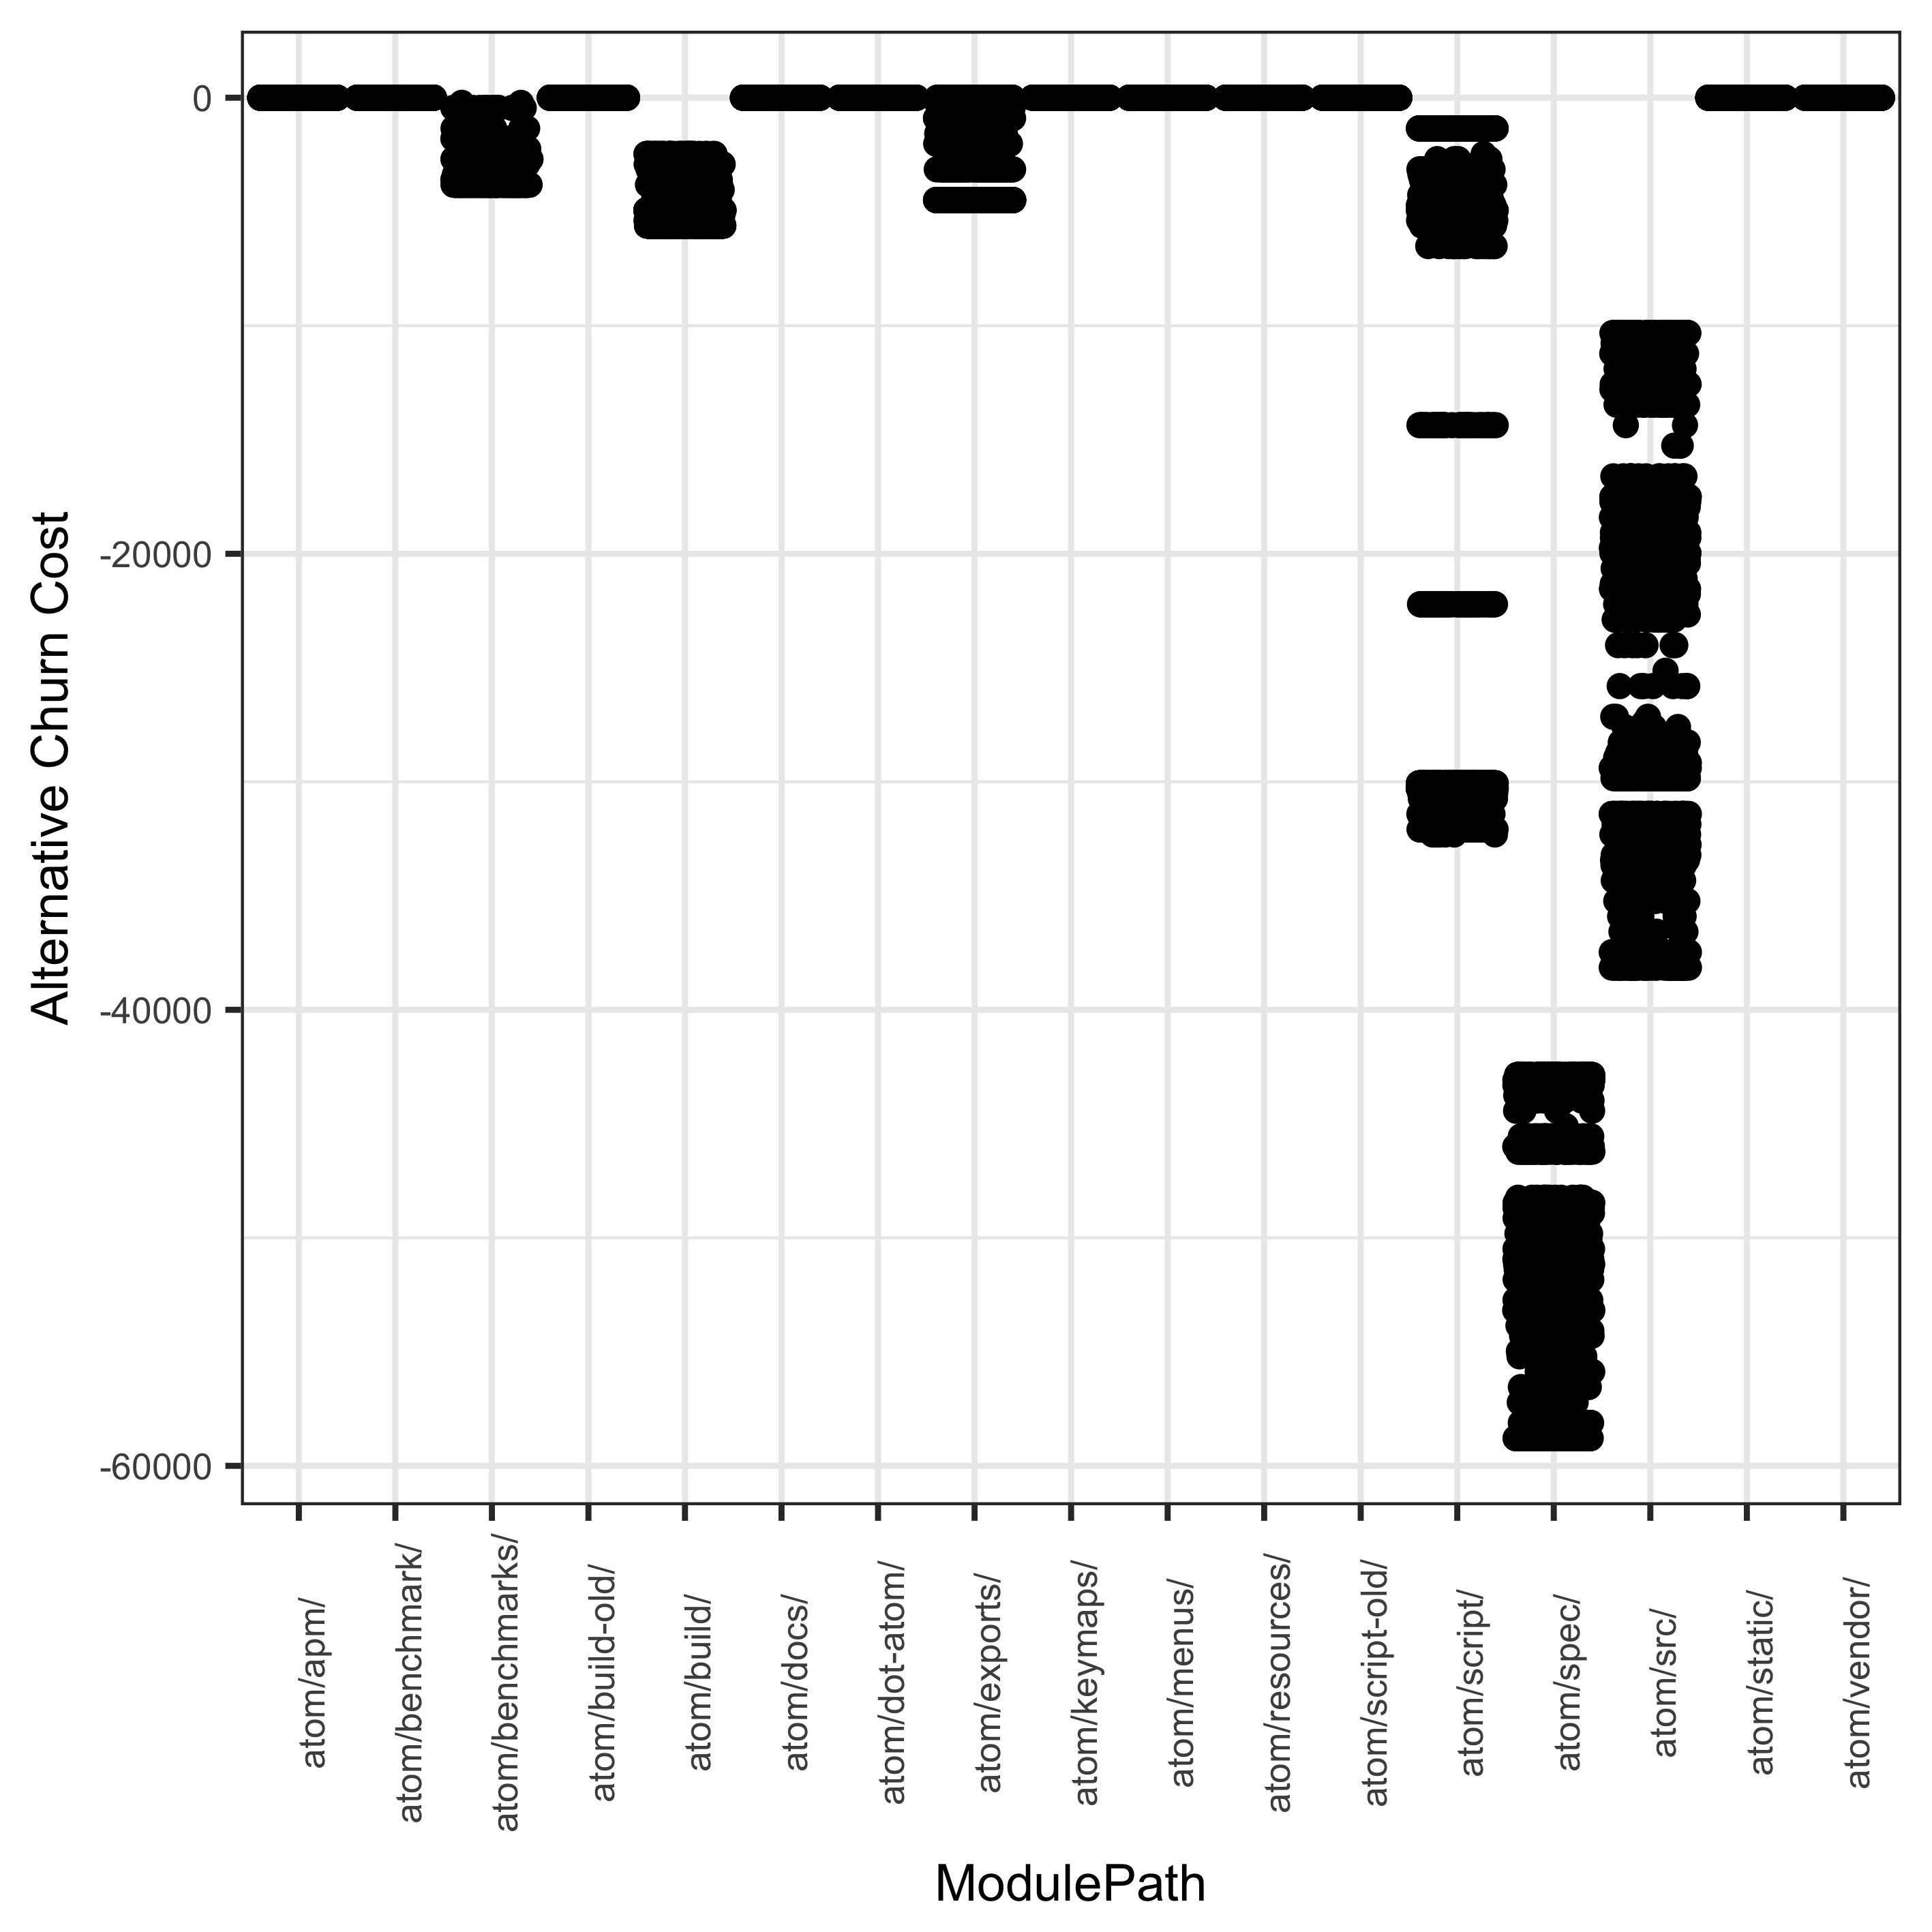 Alternative Churn Cost
0
-20000
-40000
-60000
atom/apm/
atom/benchmark/
atom/benchmarks/
atom/build-old/
atom/build/
atom/docs/
atom/dot-atom/
atom/exports/
atom/keymaps/
atom/menus/
atom/resources/
atom/script-old/
atom/script/
atom/spec/
atom/src/
atom/static/
atom/vendor/
ModulePath